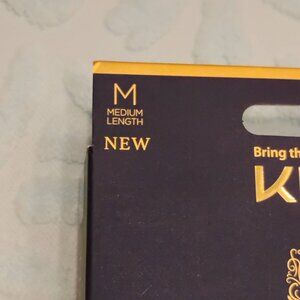 M
MEDIUM
LENGTH
NEW
Bring th
K